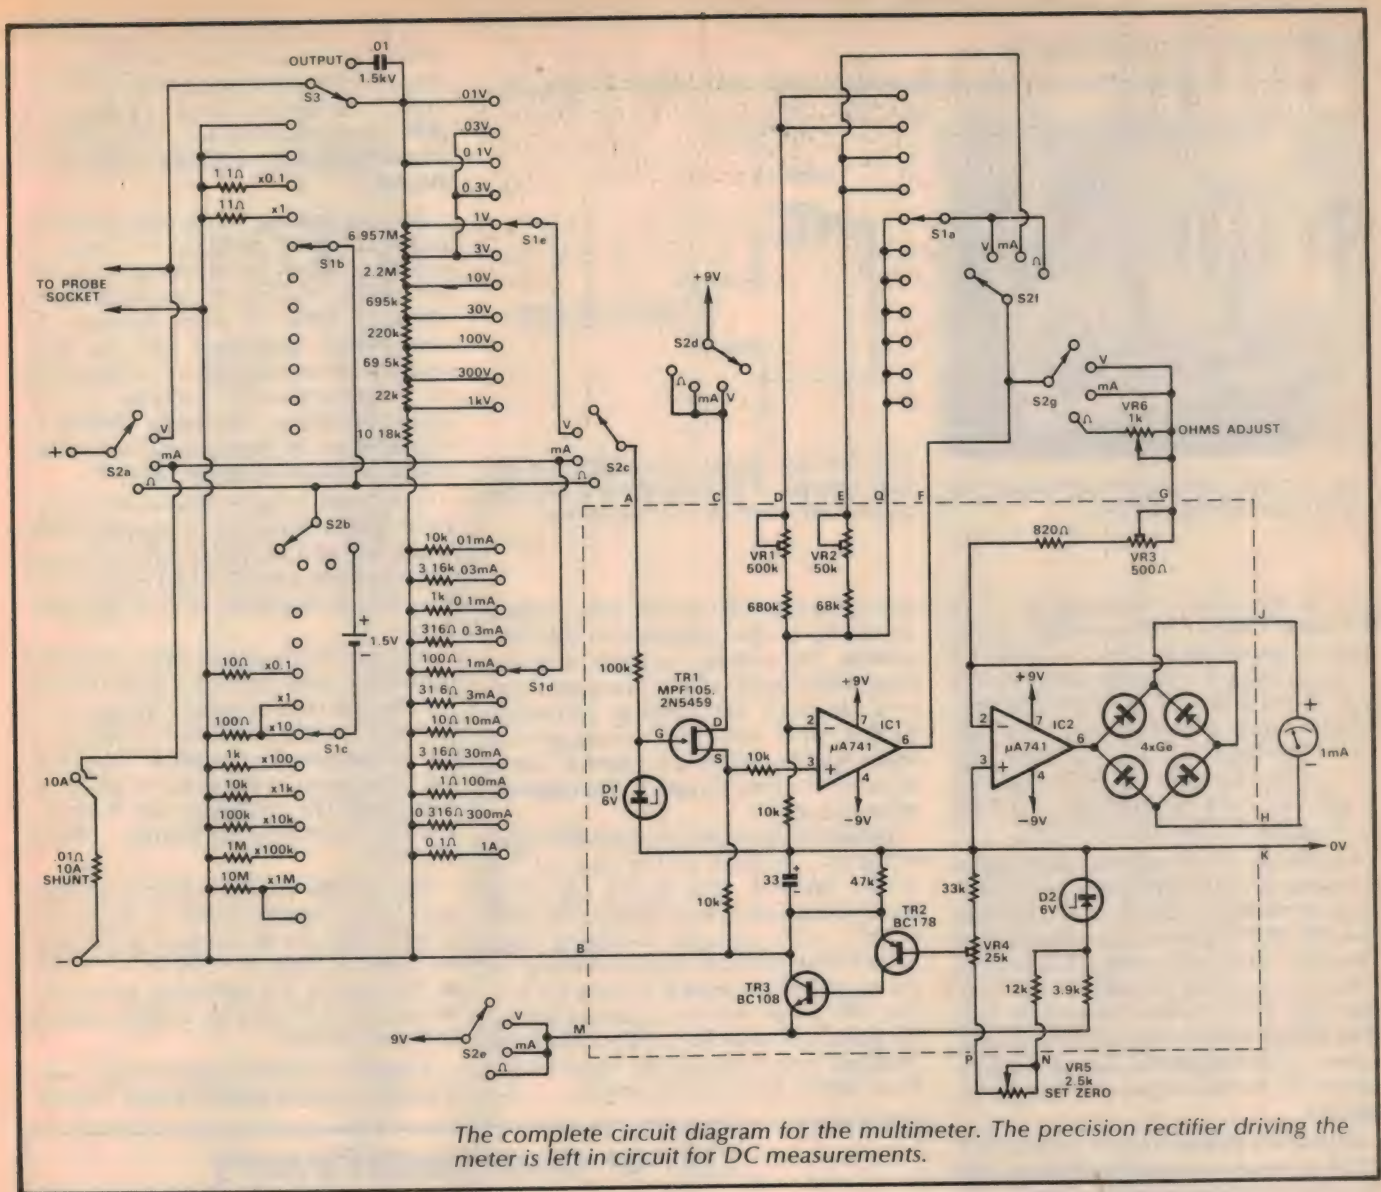 .01
OUTPUT
1.5kV
S3
01V
03V
0 1V
0 3V
1V
3V
10V
30V
100V
300V
1kV
1 1Ω x0.1
11Ω x1
S1b
TO PROBE
SOCKET
6 957M
2.2M
695k
220k
69 5k
22k
10 18k
S1e
S1a
V
mA
Ω
S2f
+9V
S2d
Ω
mA
V
S2g
V
mA
Ω
VR6
1k
OHMS ADJUST
+
S2a
V
mA
Ω
V
mA
Ω
S2c
S2b
A
C
D
E
Q
F
G
+
1.5V
−
10k 01mA
3 16k 03mA
1k 0 1mA
316Ω 0.3mA
100Ω 1mA
31 6Ω 3mA
10Ω 10mA
3 16Ω 30mA
1Ω 100mA
0 316Ω 300mA
0 1Ω 1A
S1d
10Ω x0.1
x1
100Ω x10
S1c
1k x100
10k x1k
100k x10k
1M x100k
10M x1M
10A
.01Ω
10A
SHUNT
−
VR1
500k
VR2
50k
680k
68k
820Ω
VR3
500Ω
100k
TR1
MPF105,
2N5459
G
D
S
D1
6V
10k
10k
10k
+9V
2
−
7
IC1
µA741
6
3
+
4
−9V
+9V
2
−
7
IC2
µA741
6
3
+
4
−9V
4xGe
J
+
1mA
−
H
K
0V
33
+
−
47k
TR2
BC178
33k
VR4
25k
D2
6V
12k
3.9k
B
TR3
BC108
M
9V
S2e
V
mA
Ω
P
N
VR5
2.5k
SET ZERO
The complete circuit diagram for the multimeter. The precision rectifier driving the
meter is left in circuit for DC measurements.